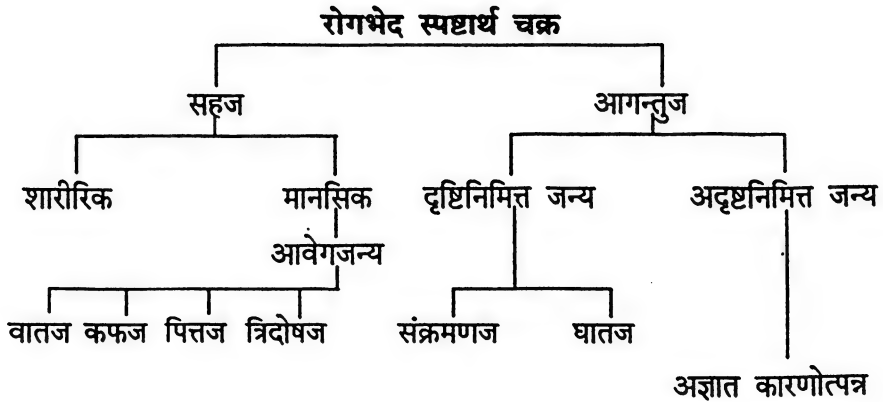 रोगभेद स्पष्टार्थ चक्र
सहज आगन्तुज
शारीरिक मानसिक दृष्टिनिमित्त जन्य अदृष्टनिमित्त जन्य
आवेगजन्य
वातज कफज पित्तज त्रिदोषज संक्रमणज घातज
अज्ञात कारणोत्पन्न